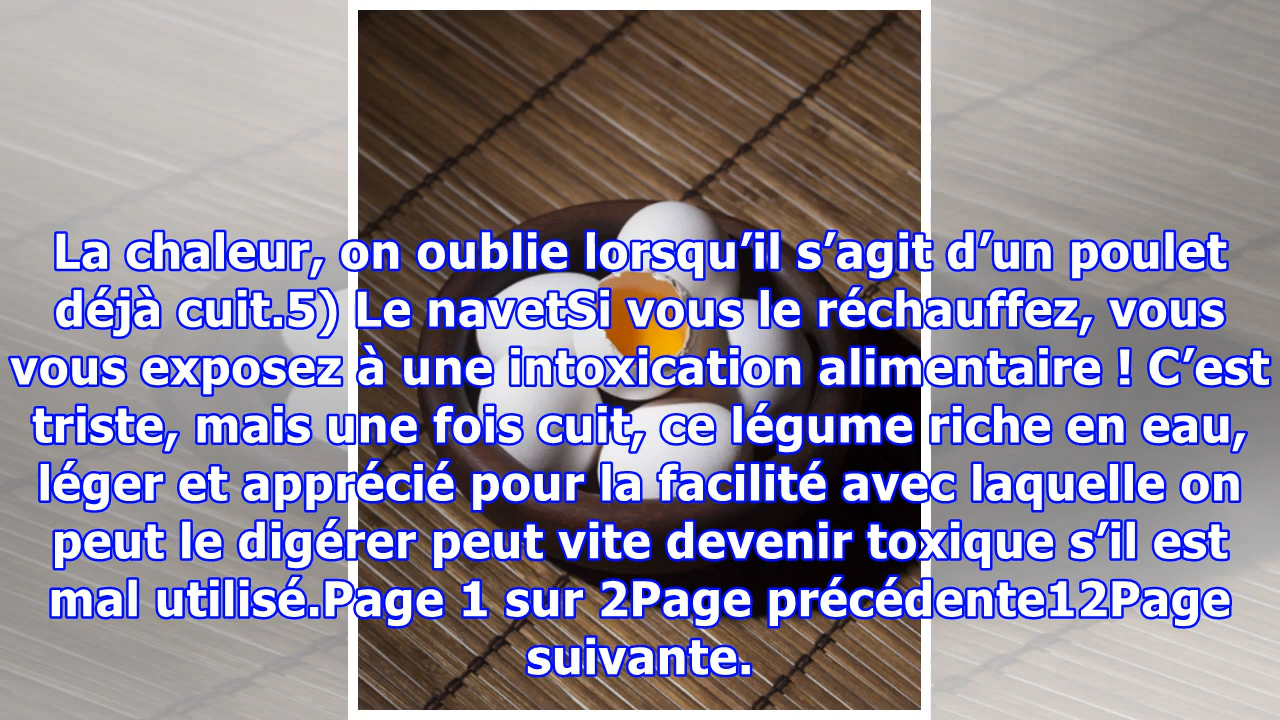 La chaleur, on oublie lorsqu’il s’agit d’un poulet
déjà cuit.5) Le navetSi vous le réchauffez, vous
vous exposez à une intoxication alimentaire ! C’est
triste, mais une fois cuit, ce légume riche en eau,
léger et apprécié pour la facilité avec laquelle on
peut le digérer peut vite devenir toxique s’il est
mal utilisé.Page 1 sur 2Page précédente12Page
suivante.